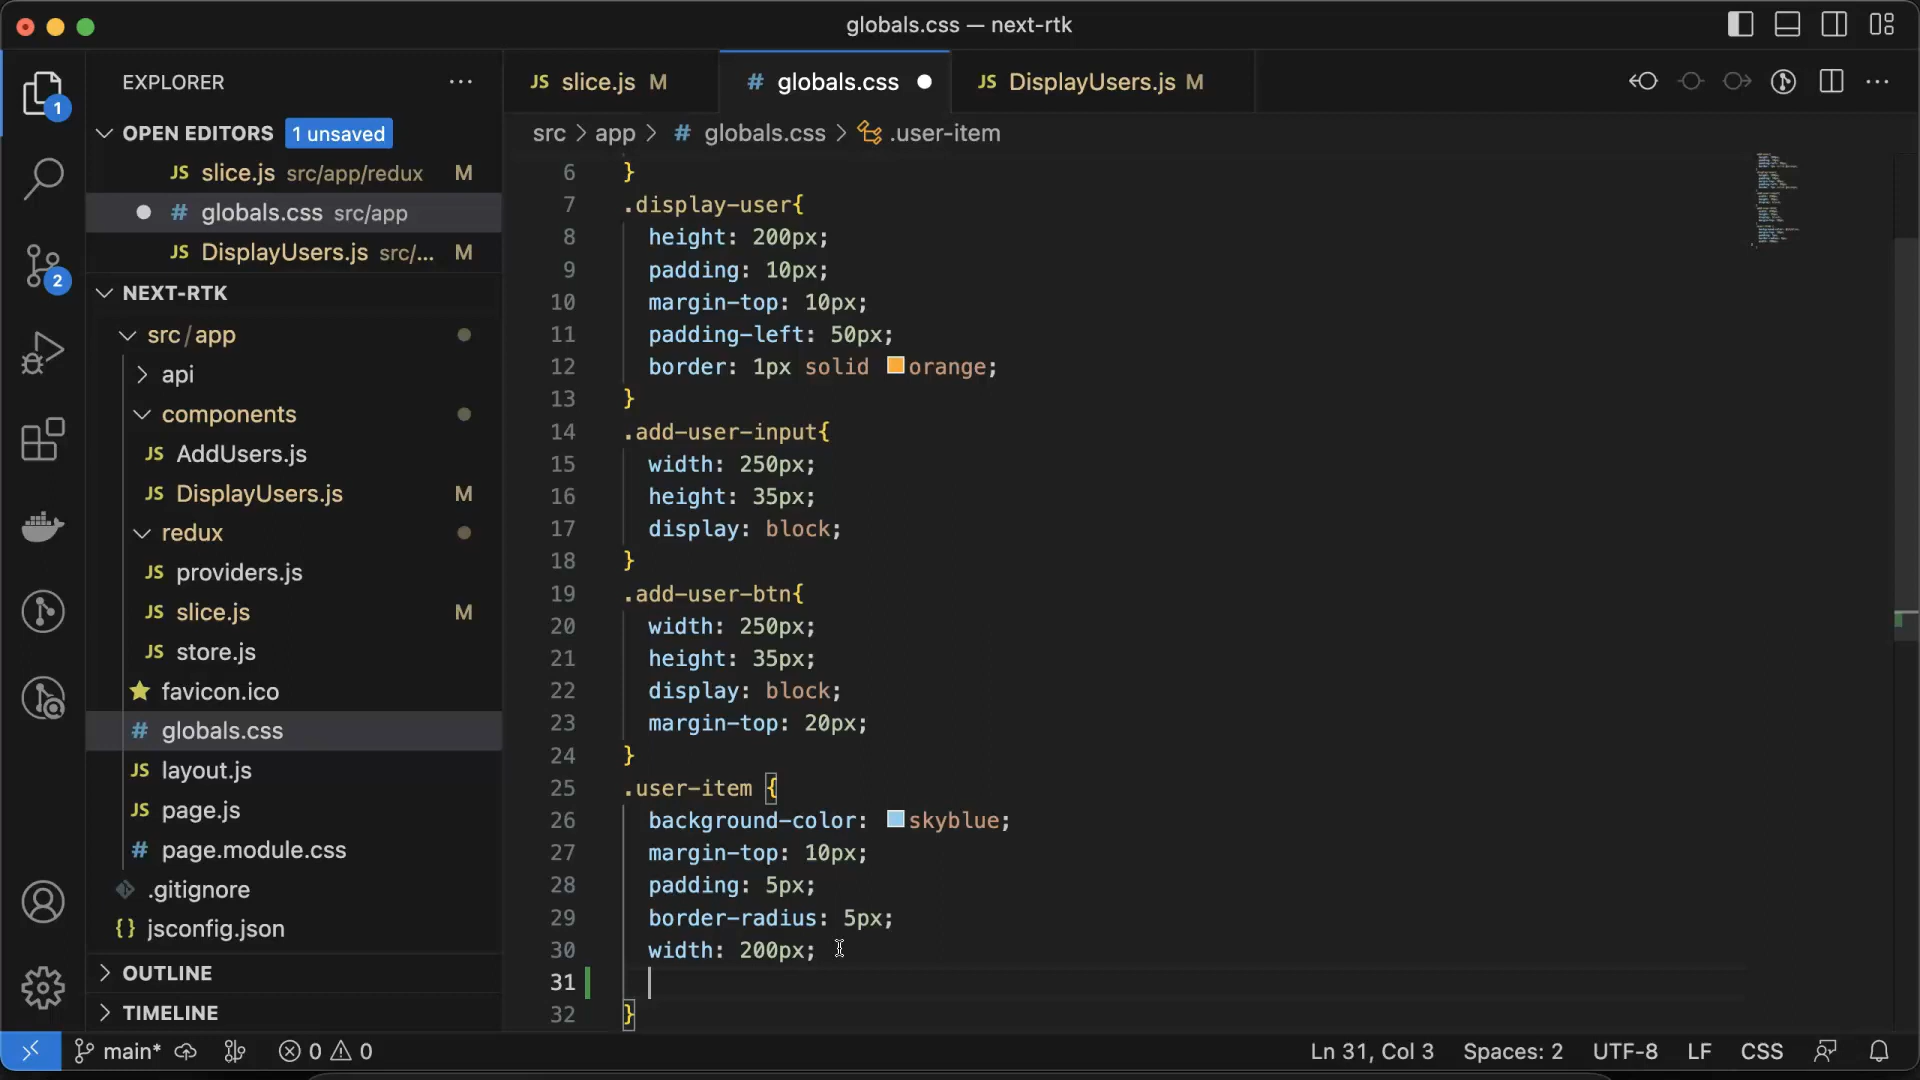 globals.css — next-rtk
EXPLORER
JS slice.js M
# globals.css
JS DisplayUsers.js M
1
OPEN EDITORS 1 unsaved
src > app > # globals.css > .user-item
JS slice.js src/app/redux M
# globals.css src/app
JS DisplayUsers.js src/... M
2
NEXT-RTK
src/app
api
components
JS AddUsers.js
JS DisplayUsers.js M
redux
JS providers.js
JS slice.js M
JS store.js
favicon.ico
# globals.css
JS layout.js
JS page.js
# page.module.css
.gitignore
{} jsconfig.json
OUTLINE
TIMELINE
6 }
7 .display-user{
8 height: 200px;
9 padding: 10px;
10 margin-top: 10px;
11 padding-left: 50px;
12 border: 1px solid orange;
13 }
14 .add-user-input{
15 width: 250px;
16 height: 35px;
17 display: block;
18 }
19 .add-user-btn{
20 width: 250px;
21 height: 35px;
22 display: block;
23 margin-top: 20px;
24 }
25 .user-item {
26 background-color: skyblue;
27 margin-top: 10px;
28 padding: 5px;
29 border-radius: 5px;
30 width: 200px;
31
32 }
main* 0 0 Ln 31, Col 3 Spaces: 2 UTF-8 LF CSS